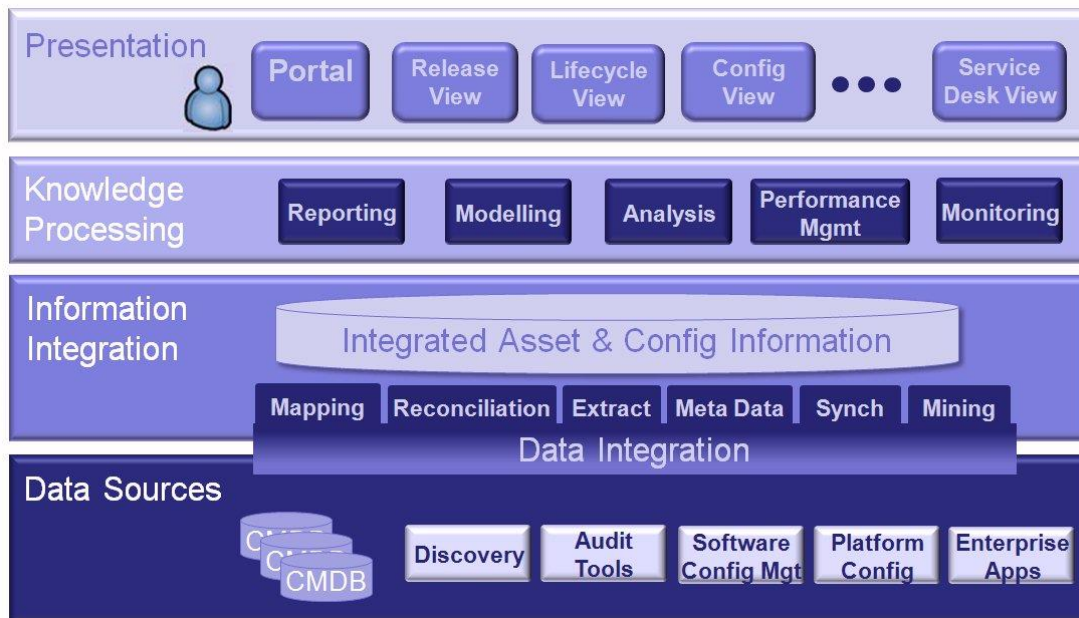 Presentation
Portal
Release
View
Lifecycle
View
Config
View
Service
Desk View
Knowledge
Processing
Reporting
Modelling
Analysis
Performance
Mgmt
Monitoring
Information
Integration
Integrated Asset & Config Information
Mapping
Reconciliation
Extract
Meta Data
Synch
Mining
Data Integration
Data Sources
CMDB
CMDB
CMDB
Discovery
Audit
Tools
Software
Config Mgt
Platform
Config
Enterprise
Apps